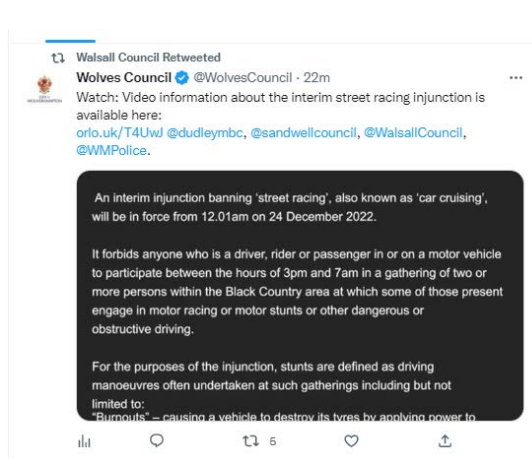 Walsall Council Retweeted
Wolves Council @WolvesCouncil · 22m
Watch: Video information about the interim street racing injunction is
available here:
orlo.uk/T4UwJ @dudleymbc, @sandwellcouncil, @WalsallCouncil,
@WMPolice.
An interim injunction banning ‘street racing’, also known as ‘car cruising’,
will be in force from 12.01am on 24 December 2022.
It forbids anyone who is a driver, rider or passenger in or on a motor vehicle
to participate between the hours of 3pm and 7am in a gathering of two or
more persons within the Black Country area at which some of those present
engage in motor racing or motor stunts or other dangerous or
obstructive driving.
For the purposes of the injunction, stunts are defined as driving
manoeuvres often undertaken at such gatherings including but not
limited to:
“Burnouts” – causing a vehicle to destroy its tyres by applying power to
5